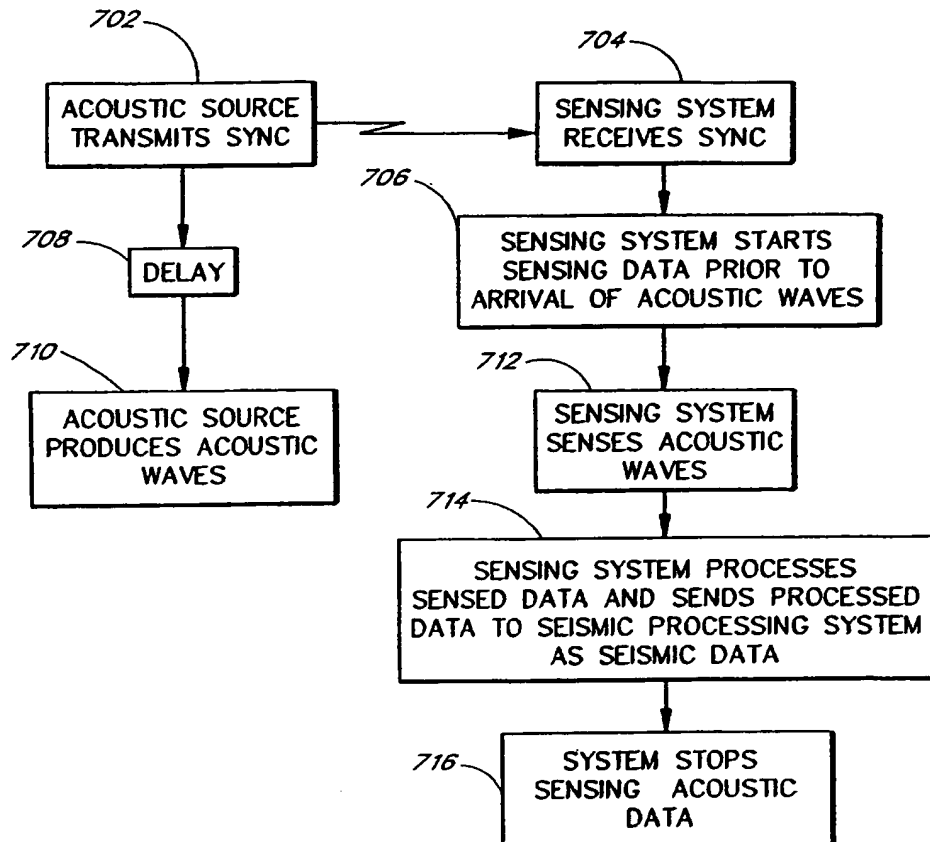 702
ACOUSTIC SOURCE
TRANSMITS SYNC
704
SENSING SYSTEM
RECEIVES SYNC
706
SENSING SYSTEM STARTS
SENSING DATA PRIOR TO
ARRIVAL OF ACOUSTIC WAVES
708
DELAY
710
ACOUSTIC SOURCE
PRODUCES ACOUSTIC
WAVES
712
SENSING SYSTEM
SENSES ACOUSTIC
WAVES
714
SENSING SYSTEM PROCESSES
SENSED DATA AND SENDS PROCESSED
DATA TO SEISMIC PROCESSING SYSTEM
AS SEISMIC DATA
716
SYSTEM STOPS
SENSING ACOUSTIC
DATA